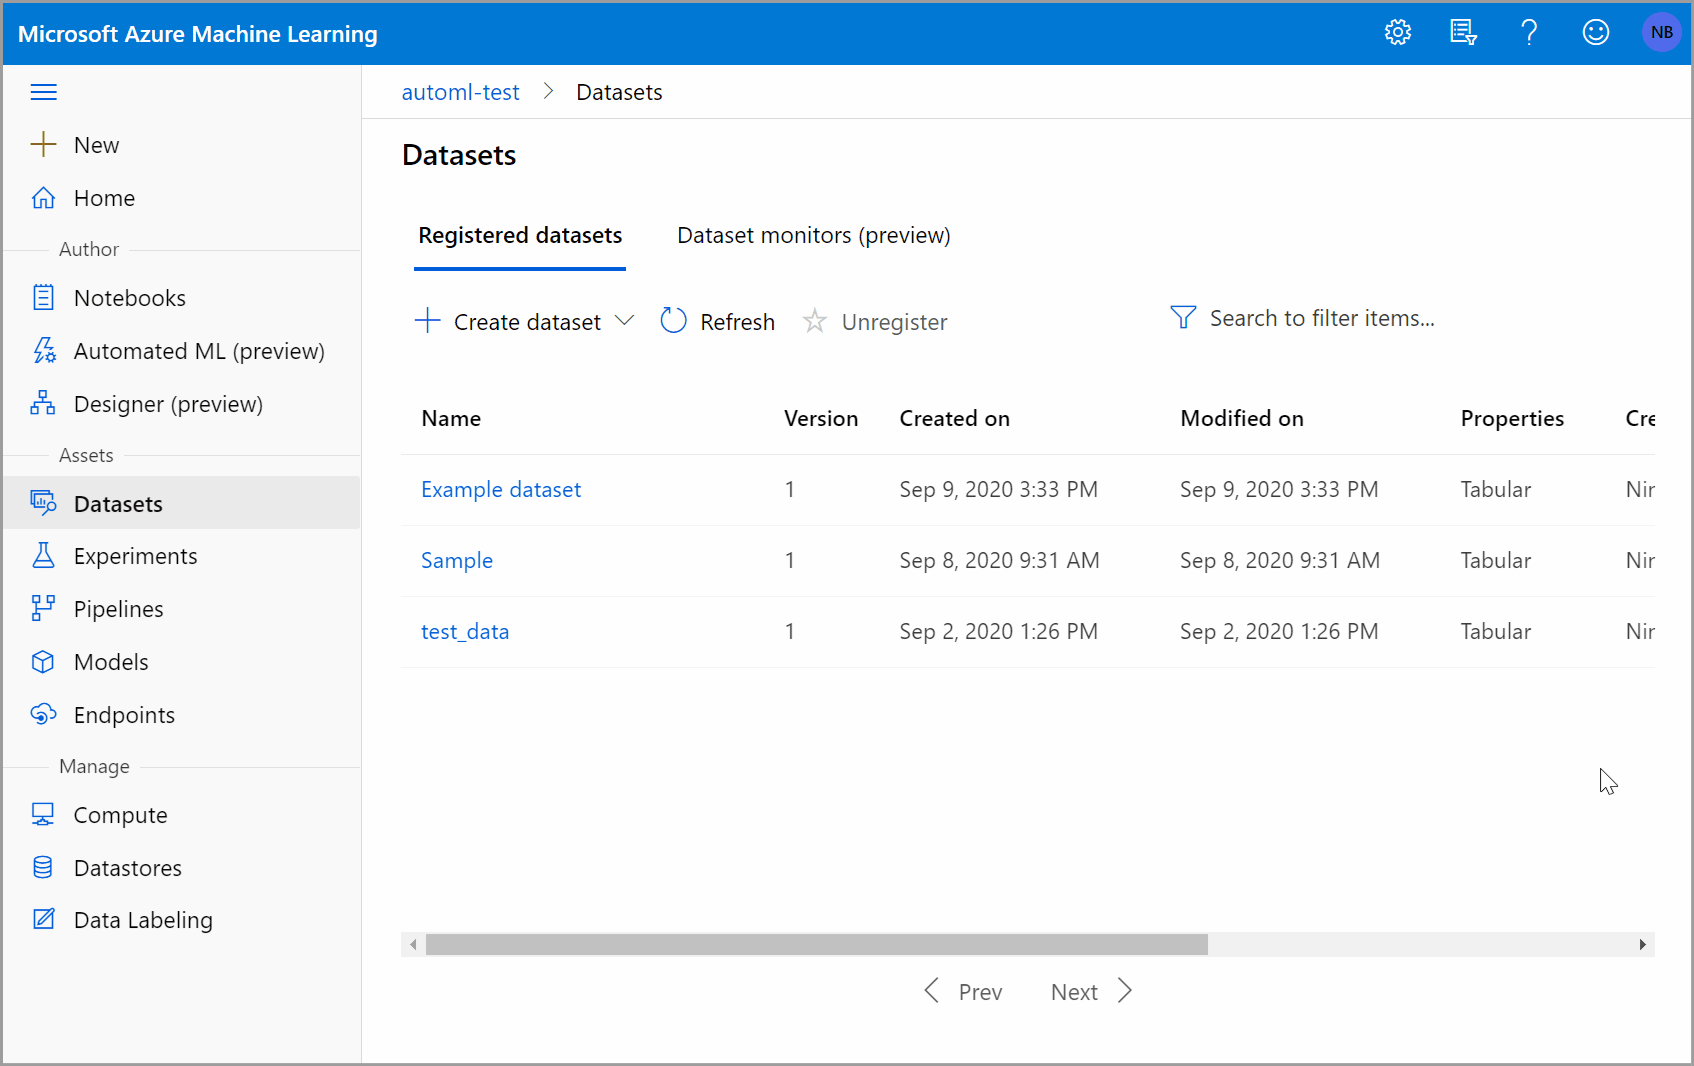 Microsoft Azure Machine Learning
NB
automl-test > Datasets
New
Home
Author
Notebooks
Automated ML (preview)
Designer (preview)
Assets
Datasets
Experiments
Pipelines
Models
Endpoints
Manage
Compute
Datastores
Data Labeling
Datasets
Registered datasets Dataset monitors (preview)
Create dataset Refresh Unregister Search to filter items...
Name Version Created on Modified on Properties Cre
Example dataset 1 Sep 9, 2020 3:33 PM Sep 9, 2020 3:33 PM Tabular
Sample 1 Sep 8, 2020 9:31 AM Sep 8, 2020 9:31 AM Tabular
test_data 1 Sep 2, 2020 1:26 PM Sep 2, 2020 1:26 PM Tabular
Prev Next